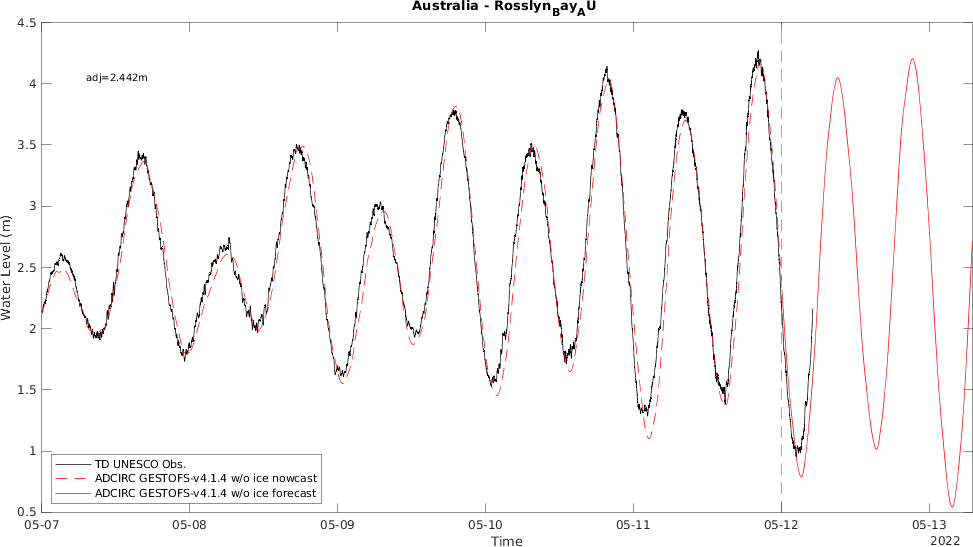 Australia - Rosslyn_Bay_AU
4.5
4
3.5
3
2.5
2
1.5
1
0.5
Water Level (m)
adj=2.442m
TD UNESCO Obs.
ADCIRC GESTOFS-v4.1.4 w/o ice nowcast
ADCIRC GESTOFS-v4.1.4 w/o ice forecast
05-07 05-08 05-09 05-10 05-11 05-12 05-13
Time
2022